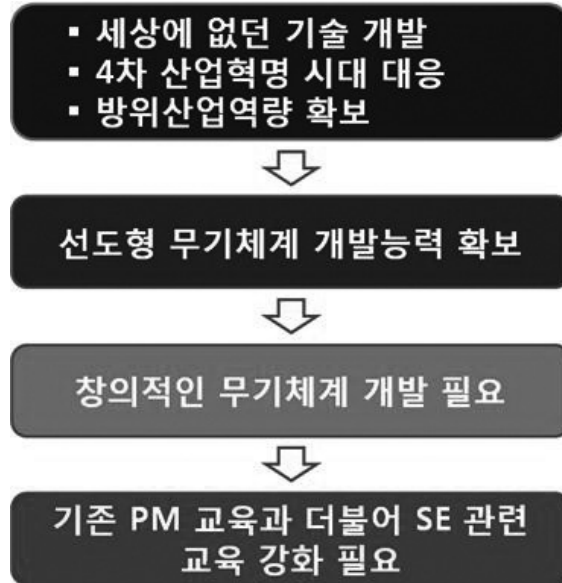 ▪ 세상에 없던 기술 개발
▪ 4차 산업혁명 시대 대응
▪ 방위산업역량 확보
선도형 무기체계 개발능력 확보
창의적인 무기체계 개발 필요
기존 PM 교육과 더불어 SE 관련
교육 강화 필요